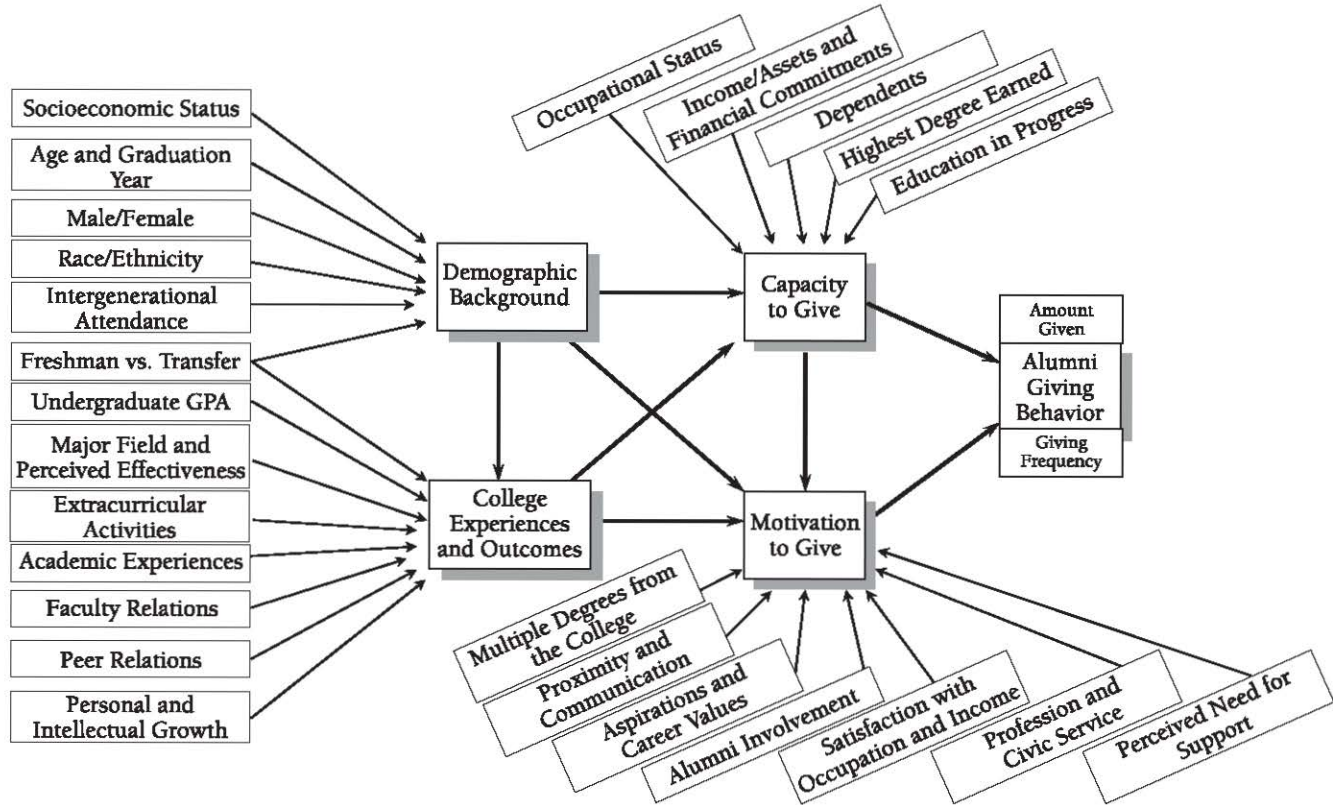 Socioeconomic Status
Age and Graduation
Year
Male/Female
Race/Ethnicity
Intergenerational
Attendance
Freshman vs. Transfer
Undergraduate GPA
Major Field and
Perceived Effectiveness
Extracurricular
Activities
Academic Experiences
Faculty Relations
Peer Relations
Personal and
Intellectual Growth
Demographic
Background
College
Experiences
and Outcomes
Occupational Status
Income/Assets and
Financial Commitments
Dependents
Highest Degree Earned
Education in Progress
Capacity
to Give
Motivation
to Give
Multiple Degrees from
the College
Proximity and
Communication
Aspirations and
Career Values
Alumni Involvement
Satisfaction with
Occupation and Income
Profession and
Civic Service
Perceived Need for
Support
Amount
Given
Alumni
Giving
Behavior
Giving
Frequency